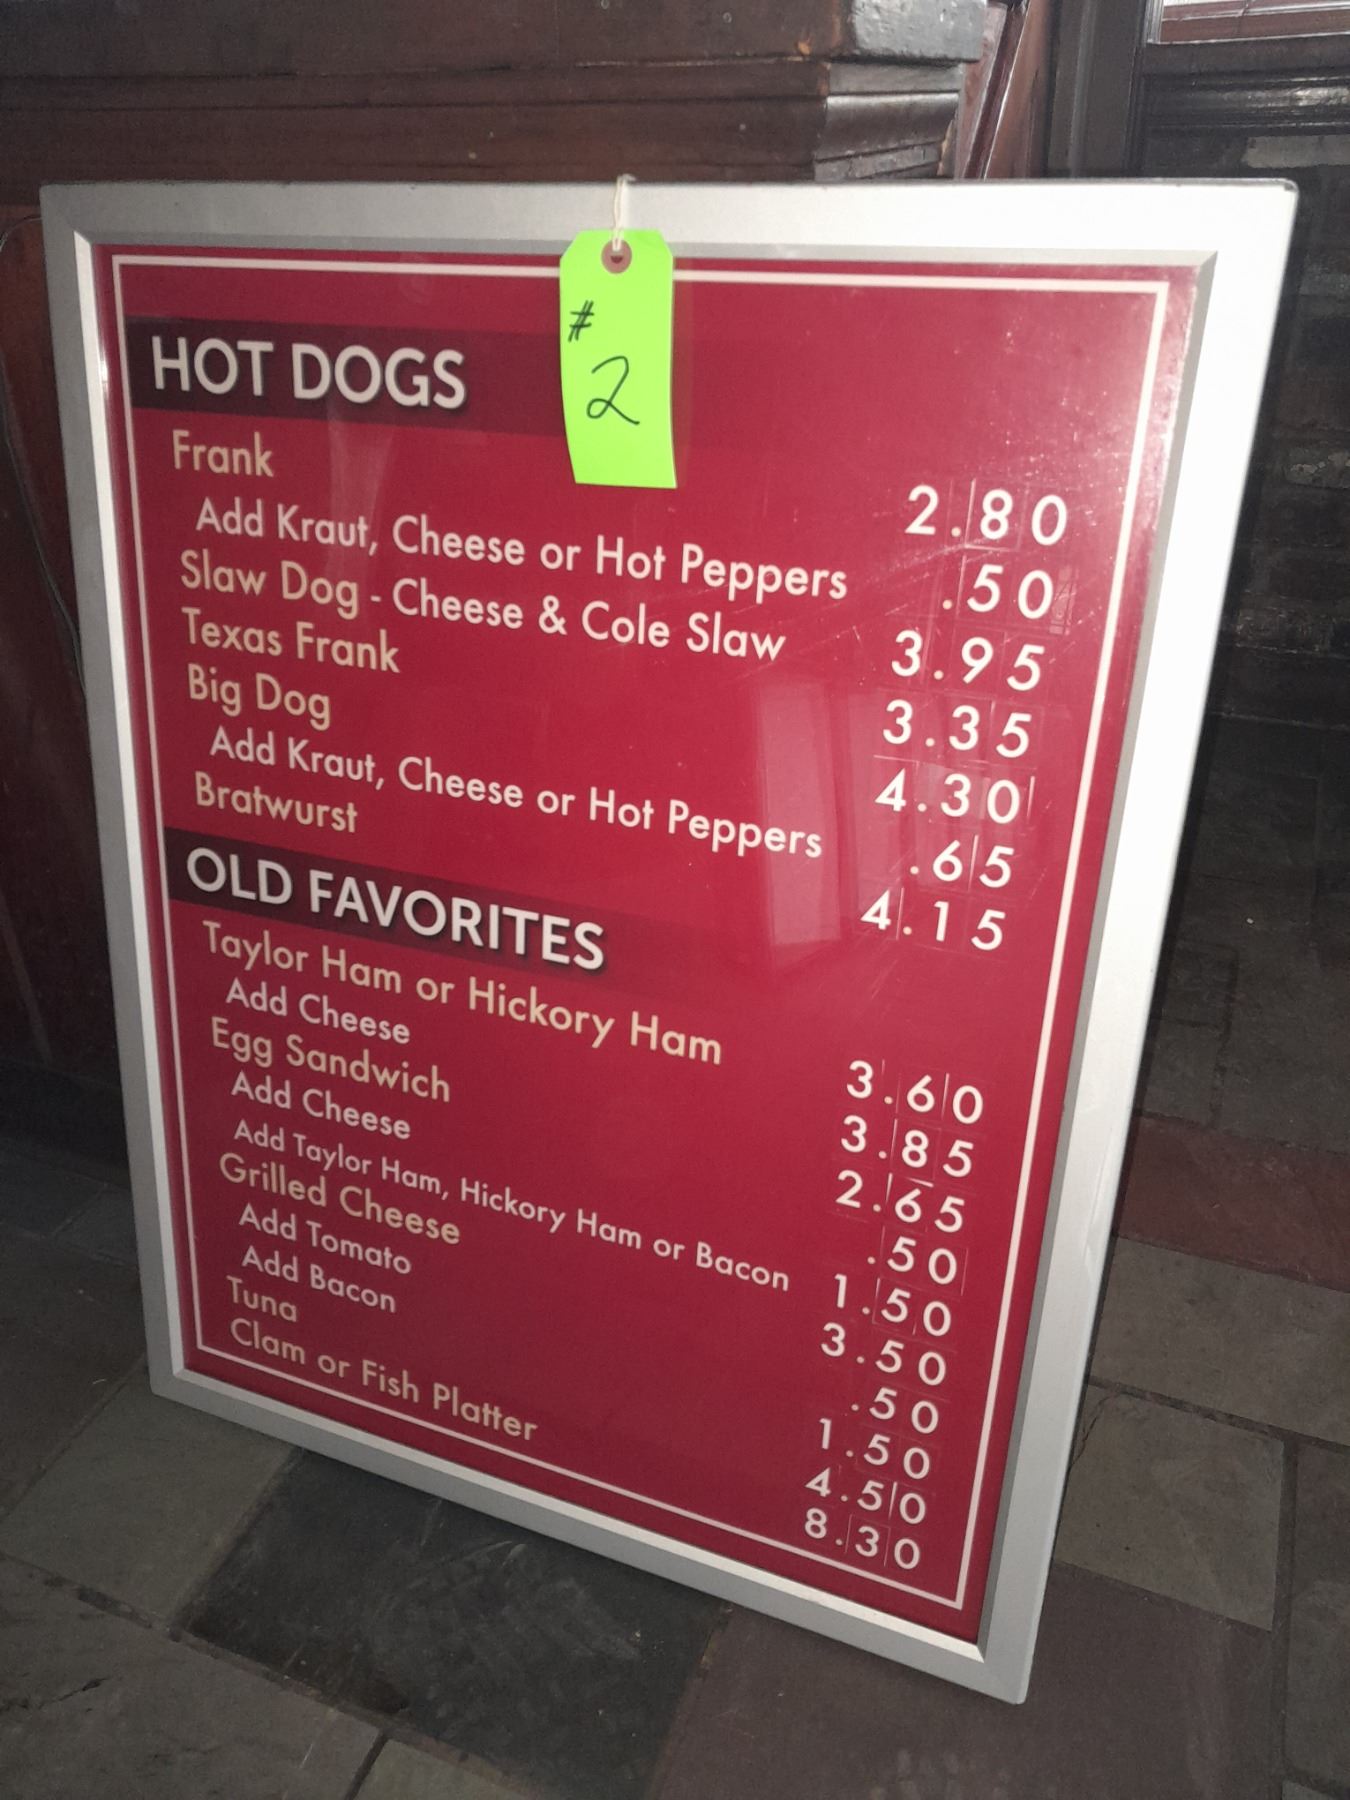 # 2
HOT DOGS
Frank 2.80
Add Kraut, Cheese or Hot Peppers .50
Slaw Dog - Cheese & Cole Slaw 3.95
Texas Frank 3.35
Big Dog 4.30
Add Kraut, Cheese or Hot Peppers .65
Bratwurst 4.15
OLD FAVORITES
Taylor Ham or Hickory Ham 3.60
Add Cheese 3.85
Egg Sandwich 2.65
Add Cheese .50
Add Taylor Ham, Hickory Ham or Bacon 1.50
Grilled Cheese 3.50
Add Tomato .50
Add Bacon 1.50
Tuna 4.50
Clam or Fish Platter 8.30